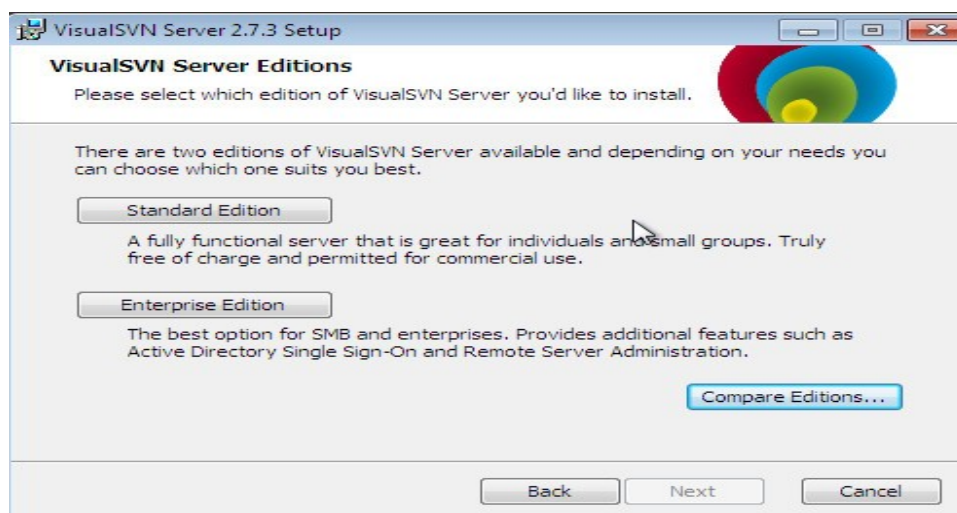 VisualSVN Server 2.7.3 Setup
VisualSVN Server Editions
Please select which edition of VisualSVN Server you'd like to install.
There are two editions of VisualSVN Server available and depending on your needs you
can choose which one suits you best.
Standard Edition
A fully functional server that is great for individuals and small groups. Truly
free of charge and permitted for commercial use.
Enterprise Edition
The best option for SMB and enterprises. Provides additional features such as
Active Directory Single Sign-On and Remote Server Administration.
Compare Editions...
Back
Next
Cancel